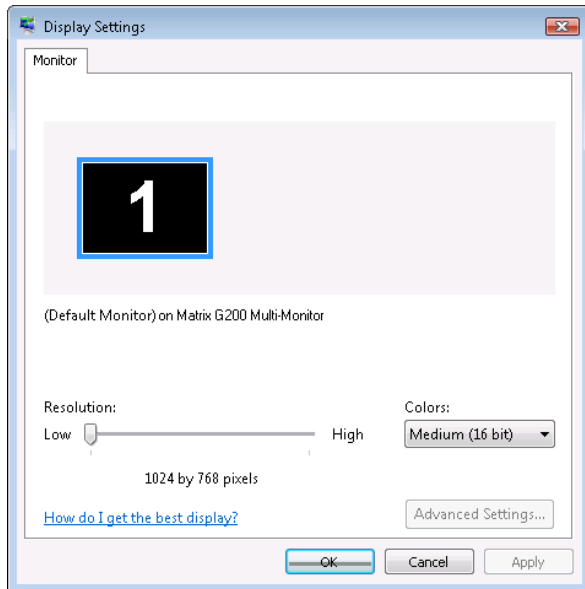 Display Settings
Monitor
1
(Default Monitor) on Matrix G200 Multi-Monitor
Resolution:
Colors:
Low
High
Medium (16 bit)
1024 by 768 pixels
How do I get the best display?
Advanced Settings...
OK
Cancel
Apply